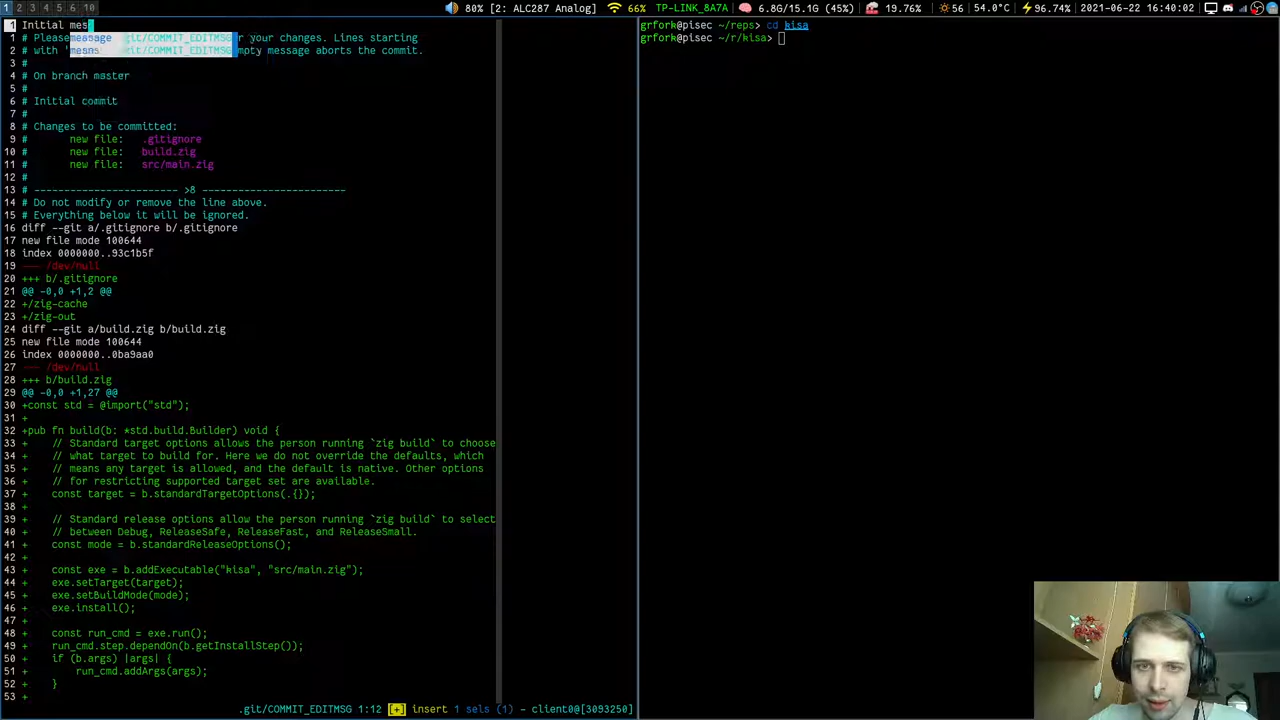 1 2 3 4 5 6 10 80% ALC287 [Analog] 66% TP-LINK_8A7A 6.8G/15.1G (45%) 19.76% 56 54.0°C 96.74% 2021-06-22 16:40:02
1 Initial mes
1 # Please message .git/COMMIT_EDITMSG r your changes. Lines starting
2 # with ' means .git/COMMIT_EDITMSG mpty message aborts the commit.
3 #
4 # On branch master
5 #
6 # Initial commit
7 #
8 # Changes to be committed:
9 # new file: .gitignore
10 # new file: build.zig
11 # new file: src/main.zig
12 #
13 # ------------------------ >8 ------------------------
14 # Do not modify or remove the line above.
15 # Everything below it will be ignored.
16 diff --git a/.gitignore b/.gitignore
17 new file mode 100644
18 index 0000000..93c1b5f
19 --- /dev/null
20 +++ b/.gitignore
21 @@ -0,0 +1,2 @@
22 +/zig-cache
23 +/zig-out
24 diff --git a/build.zig b/build.zig
25 new file mode 100644
26 index 0000000..0ba9aa0
27 --- /dev/null
28 +++ b/build.zig
29 @@ -0,0 +1,27 @@
30 +const std = @import("std");
31 +
32 +pub fn build(b: *std.build.Builder) void {
33 + // Standard target options allows the person running `zig build` to choose
34 + // what target to build for. Here we do not override the defaults, which
35 + // means any target is allowed, and the default is native. Other options
36 + // for restricting supported target set are available.
37 + const target = b.standardTargetOptions(.{});
38 +
39 + // Standard release options allow the person running `zig build` to select
40 + // between Debug, ReleaseSafe, ReleaseFast, and ReleaseSmall.
41 + const mode = b.standardReleaseOptions();
42 +
43 + const exe = b.addExecutable("kisa", "src/main.zig");
44 + exe.setTarget(target);
45 + exe.setBuildMode(mode);
46 + exe.install();
47 +
48 + const run_cmd = exe.run();
49 + run_cmd.step.dependOn(b.getInstallStep());
50 + if (b.args) |args| {
51 + run_cmd.addArgs(args);
52 + }
53 +
.git/COMMIT_EDITMSG 1:12 [+] insert 1 sels (1) - client0@[3093250]
grfork@pisec ~/reps> cd kisa
grfork@pisec ~/r/kisa>